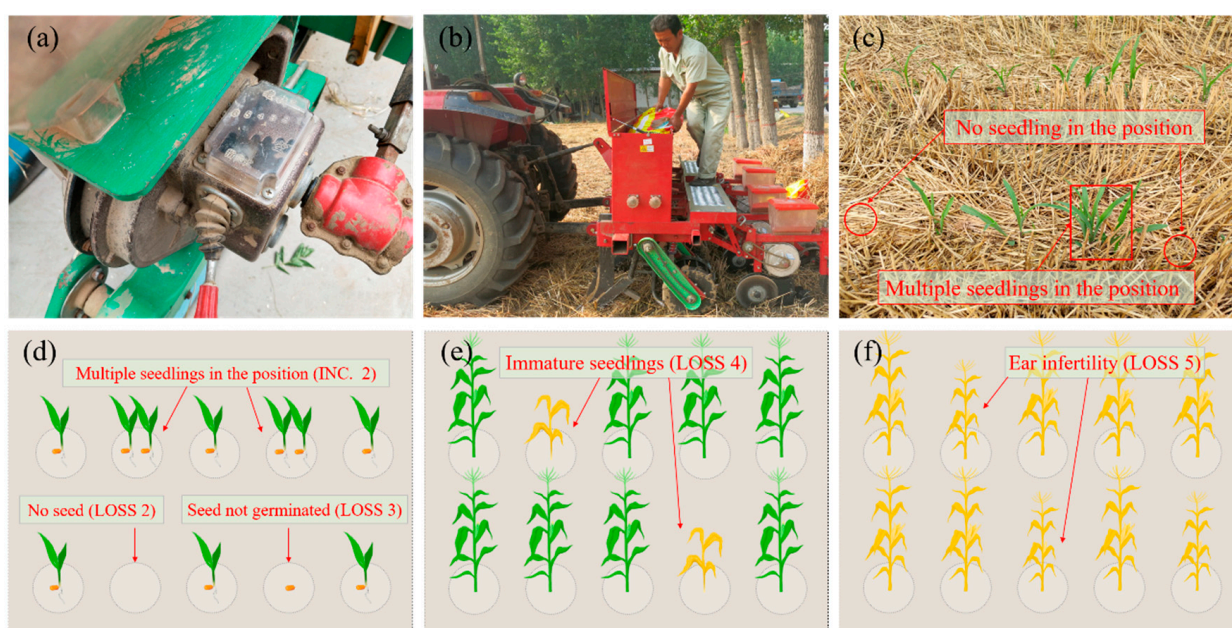 (a)
(b)
(c)
No seedling in the position
Multiple seedlings in the position
(d)
Multiple seedlings in the position (INC. 2)
No seed (LOSS 2)
Seed not germinated (LOSS 3)
(e)
Immature seedlings (LOSS 4)
(f)
Ear infertility (LOSS 5)